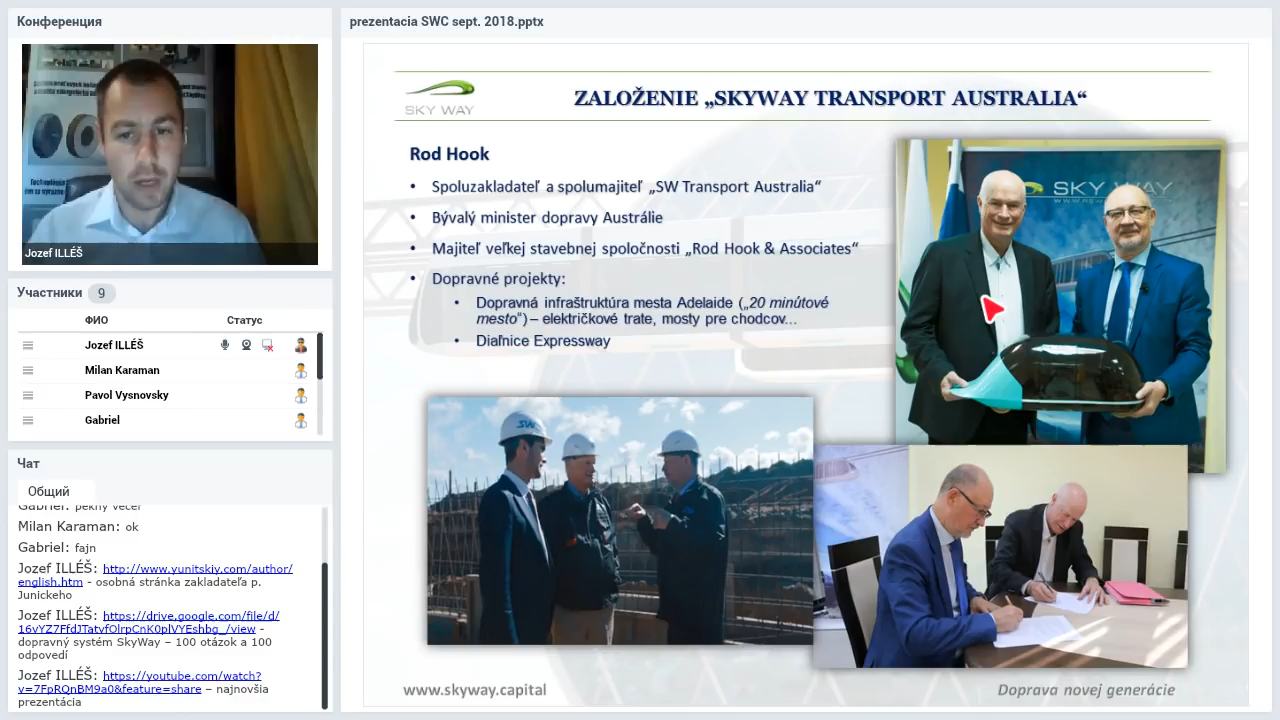 Конференция
Jozef ILLÉŠ
Участники 9
ФИО Статус
Jozef ILLÉŠ
Milan Karaman
Pavol Vysnovsky
Gabriel
Чат
Общий
Gabriel: pekny vecer
Milan Karaman: ok
Gabriel: fajn
Jozef ILLÉŠ: http://www.yunitskiy.com/author/
english.htm - osobná stránka zakladateľa p.
Junickeho
Jozef ILLÉŠ: https://drive.google.com/file/d/
16vYZ7FfdJTatvfOlrpCnK0plVYEshbg_/view -
dopravný systém SkyWay – 100 otázok a 100
odpovedí
Jozef ILLÉŠ: https://youtube.com/watch?
v=7FpRQnBM9a0&feature=share – najnovšia
prezentácia
prezentacia SWC sept. 2018.pptx
SKY WAY
ZALOŽENIE „SKYWAY TRANSPORT AUSTRALIA“
Rod Hook
• Spoluzakladateľ a spolumajiteľ „SW Transport Australia“
• Bývalý minister dopravy Austrálie
• Majiteľ veľkej stavebnej spoločnosti „Rod Hook & Associates“
• Dopravné projekty:
• Dopravná infraštruktúra mesta Adelaide („20 minútové
mesto“) – električkové trate, mosty pre chodcov...
• Diaľnice Expressway
SKY WAY
SW
www.skyway.capital
Doprava novej generácie